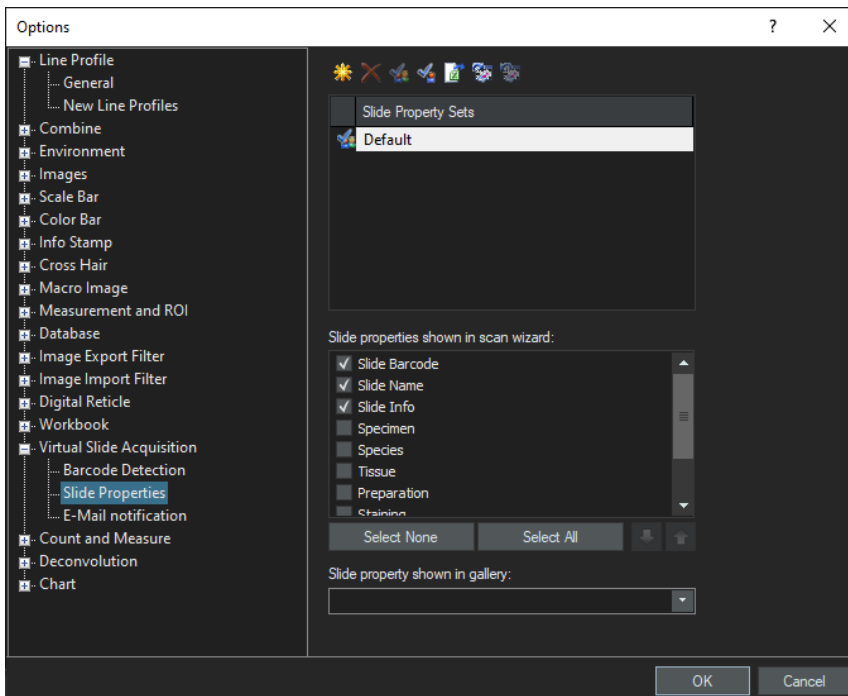 Options
?
Line Profile
General
New Line Profiles
Combine
Environment
Images
Scale Bar
Color Bar
Info Stamp
Cross Hair
Macro Image
Measurement and ROI
Database
Image Export Filter
Image Import Filter
Digital Reticle
Workbook
Virtual Slide Acquisition
Barcode Detection
Slide Properties
E-Mail notification
Count and Measure
Deconvolution
Chart
Slide Property Sets
Default
Slide properties shown in scan wizard:
Slide Barcode
Slide Name
Slide Info
Specimen
Species
Tissue
Preparation
Staining
Select None
Select All
Slide property shown in gallery:
OK
Cancel